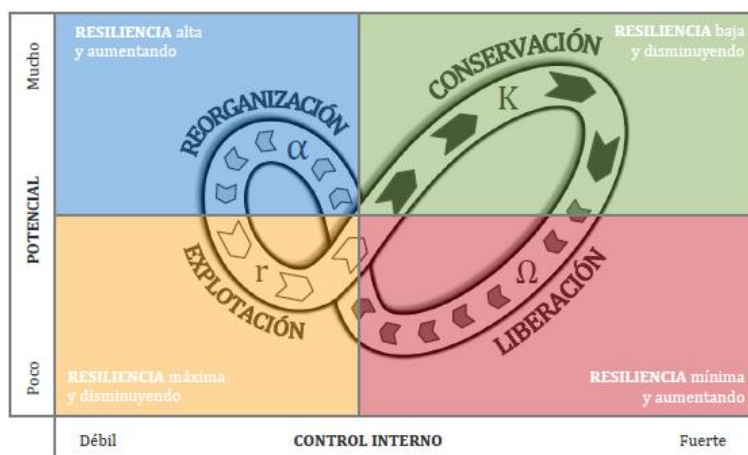 RESILIENCIA alta
y aumentando
RESILIENCIA baja
y disminuyendo
Mucho
POTENCIAL
Poco
REORGANIZACIÓN
α
CONSERVACIÓN
K
EXPLOTACIÓN
r
LIBERACIÓN
Ω
RESILIENCIA máxima
y disminuyendo
RESILIENCIA mínima
y aumentando
Débil
CONTROL INTERNO
Fuerte